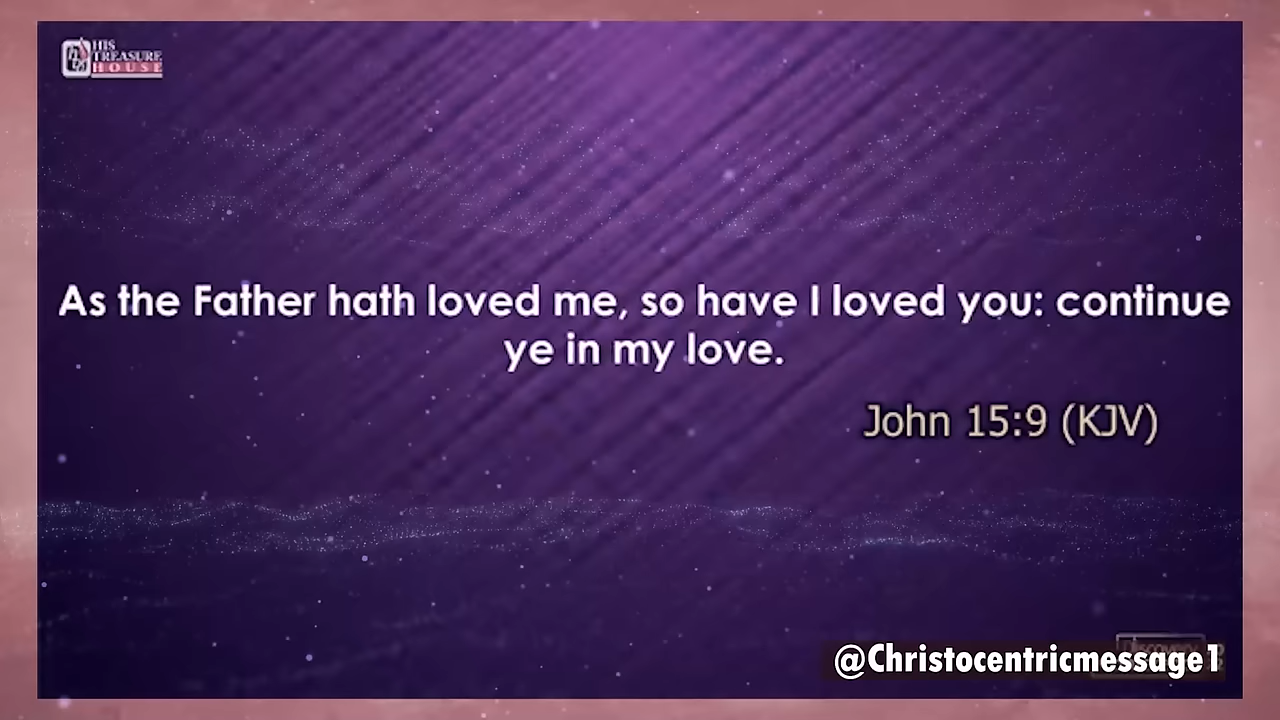 HIS
TREASURE
HOUSE
As the Father hath loved me, so have I loved you: continue
ye in my love.
John 15:9 (KJV)
@Christocentricmessage1